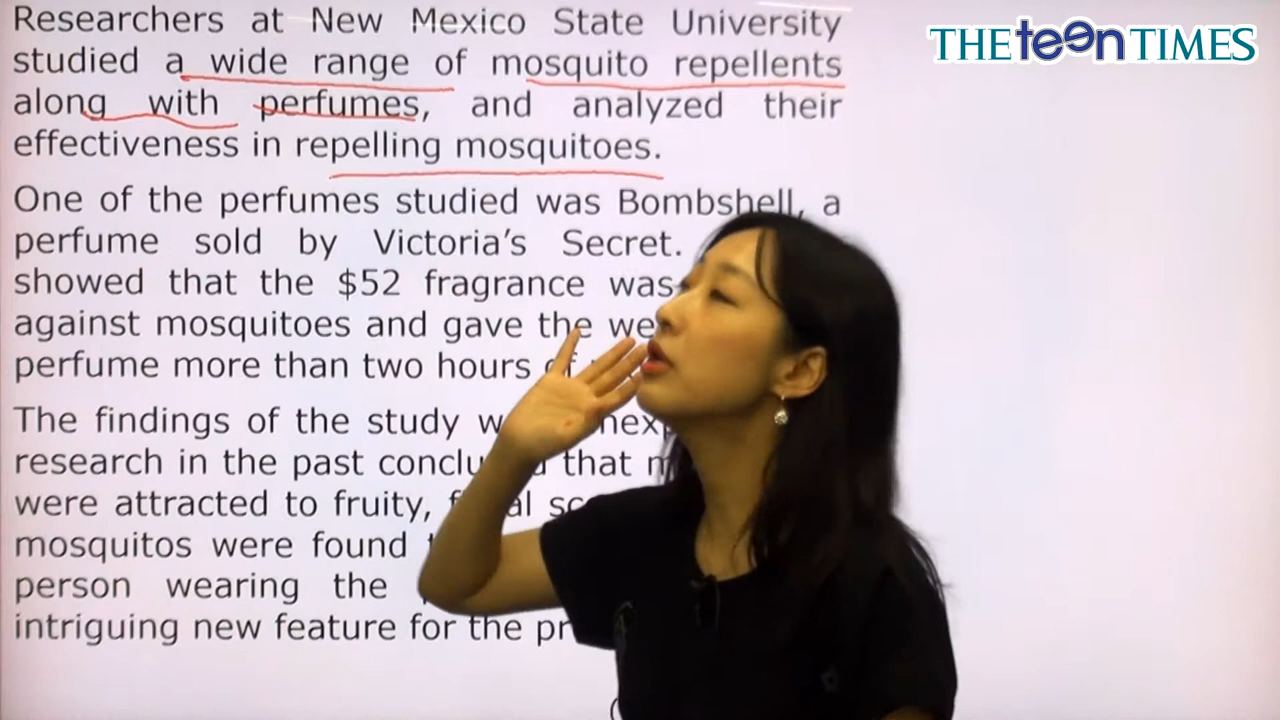 THE teen TIMES
Researchers at New Mexico State University
studied a wide range of mosquito repellents
along with perfumes, and analyzed their
effectiveness in repelling mosquitoes.
One of the perfumes studied was Bombshell, a
perfume sold by Victoria's Secret.
showed that the $52 fragrance was
against mosquitoes and gave the
perfume more than two hours of
The findings of the study
research in the past that
were attracted to fruity,
mosquitos were found
person wearing the
intriguing new feature for the